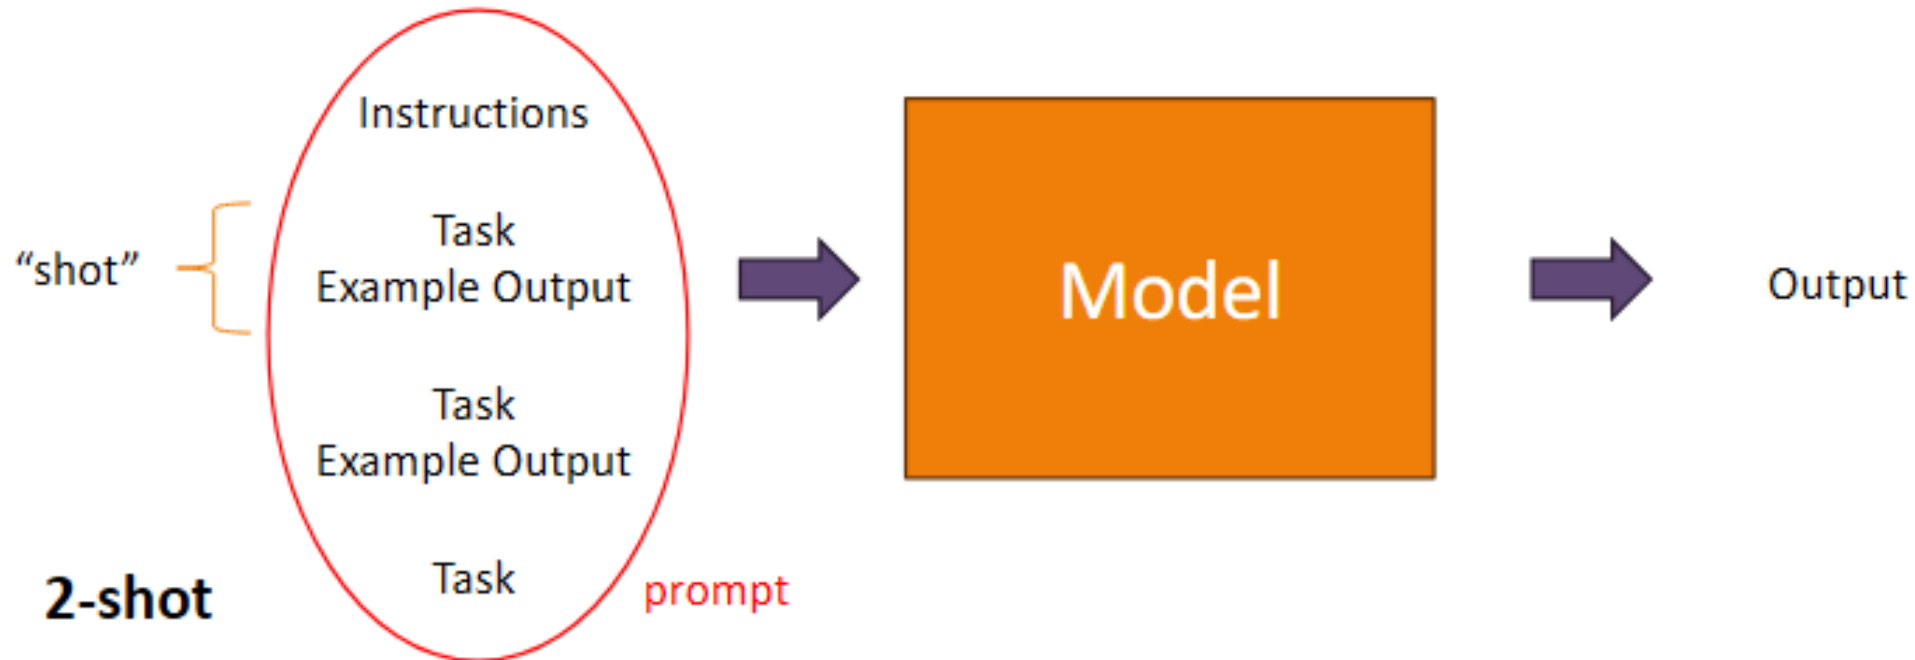 Instructions
“shot”
Task
Example Output
Task
Example Output
Task
2-shot
prompt
Model
Output